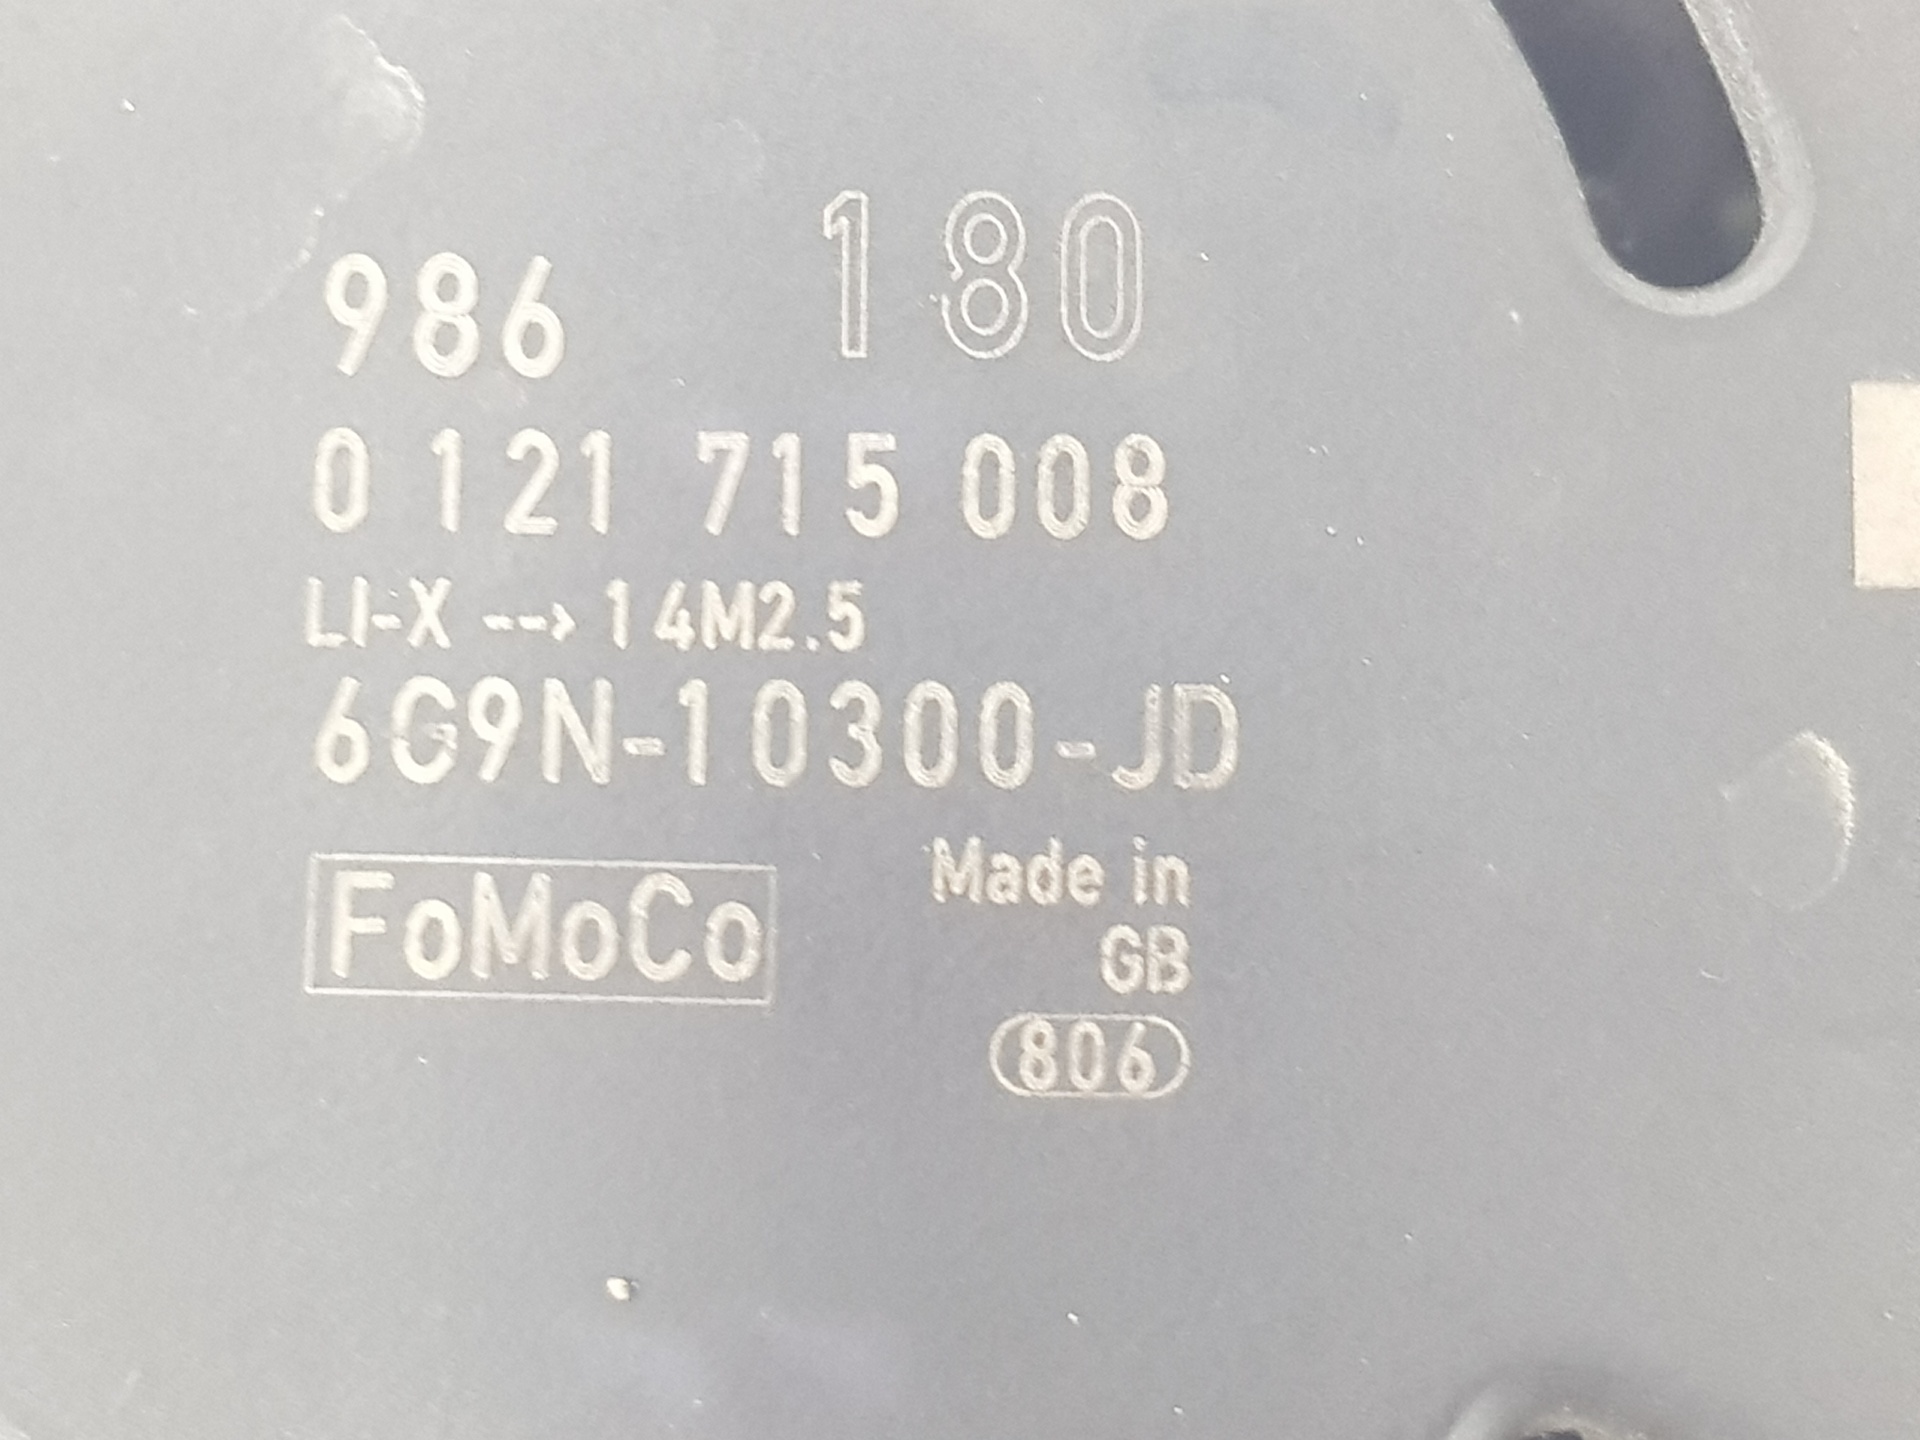 986 180
0 121 715 008
LI-X --> 14M2.5
6G9N-10300-JD
FoMoCo
Made in
GB
806